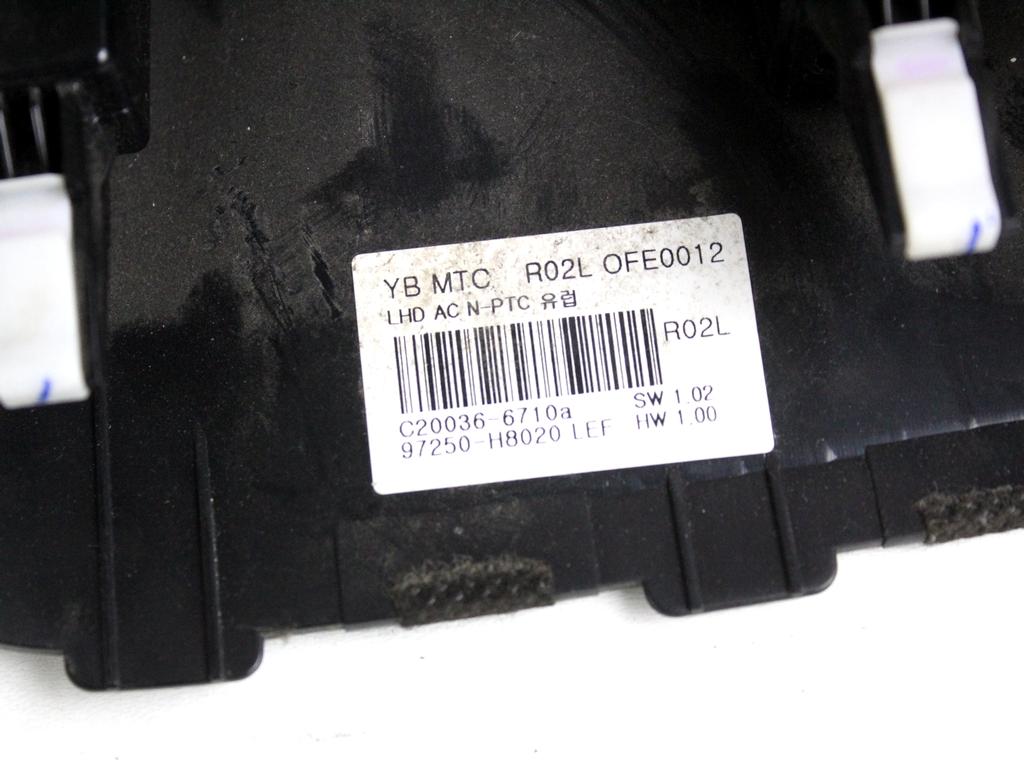 YB MTC R02L OFE0012
LHD AC N-PTC 유럽
R02L
C20036-6710a SW 1.02
97250-H8020 LEF HW 1.00